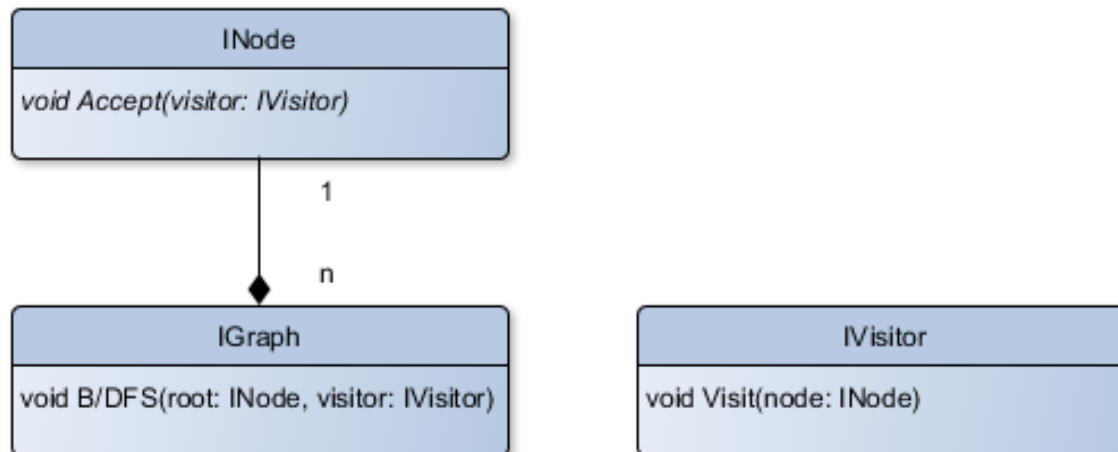 INode
void Accept(visitor: IVisitor)
1
n
IGraph
void B/DFS(root: INode, visitor: IVisitor)
IVisitor
void Visit(node: INode)